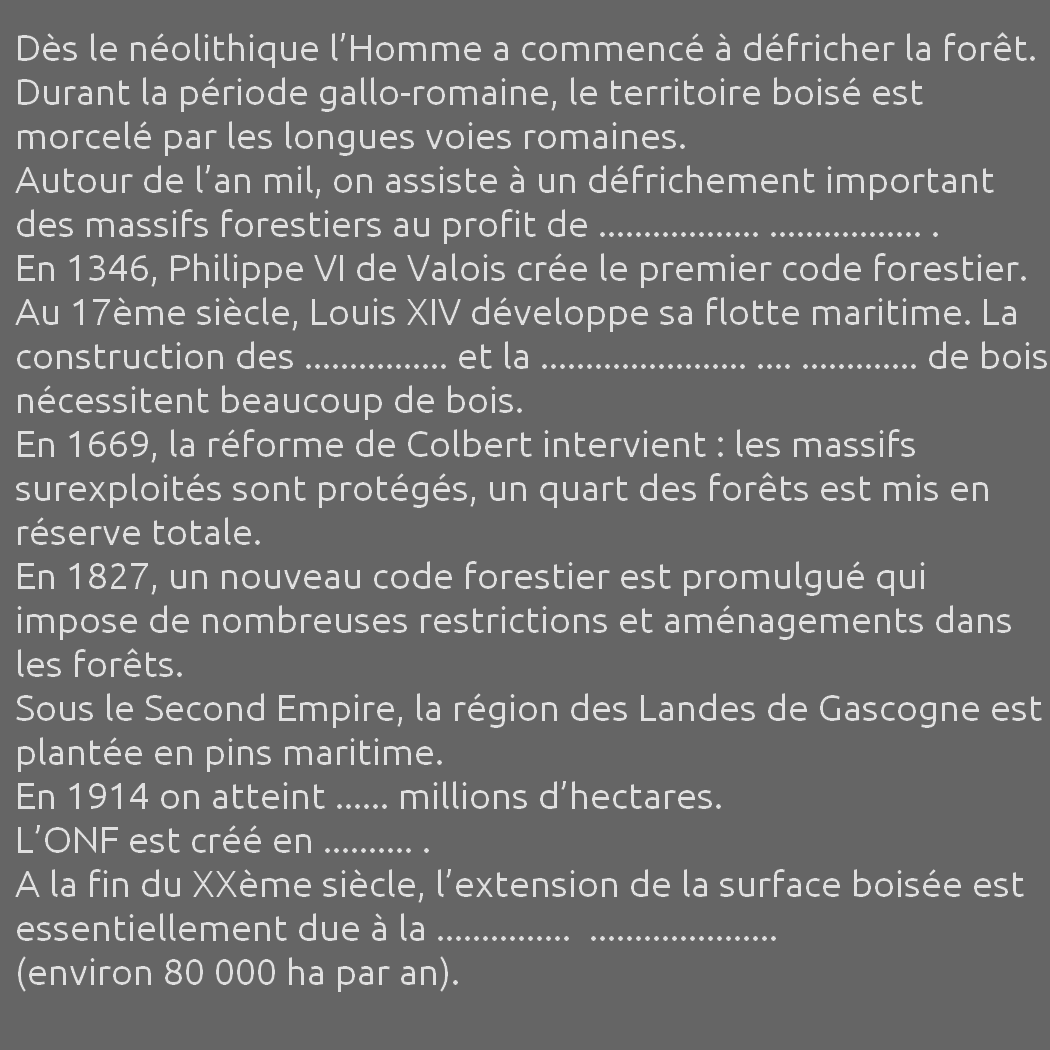 Dès le néolithique l’Homme a commencé à défricher la forêt.
Durant la période gallo-romaine, le territoire boisé est
morcelé par les longues voies romaines.
Autour de l’an mil, on assiste à un défrichement important
des massifs forestiers au profit de .................. ................. .
En 1346, Philippe VI de Valois crée le premier code forestier.
Au 17ème siècle, Louis XIV développe sa flotte maritime. La
construction des ................ et la ....................... .... ............. de bois
nécessitent beaucoup de bois.
En 1669, la réforme de Colbert intervient : les massifs
surexploités sont protégés, un quart des forêts est mis en
réserve totale.
En 1827, un nouveau code forestier est promulgué qui
impose de nombreuses restrictions et aménagements dans
les forêts.
Sous le Second Empire, la région des Landes de Gascogne est
plantée en pins maritime.
En 1914 on atteint ...... millions d’hectares.
L’ONF est créé en .......... .
A la fin du XXème siècle, l’extension de la surface boisée est
essentiellement due à la ............... .....................
(environ 80 000 ha par an).